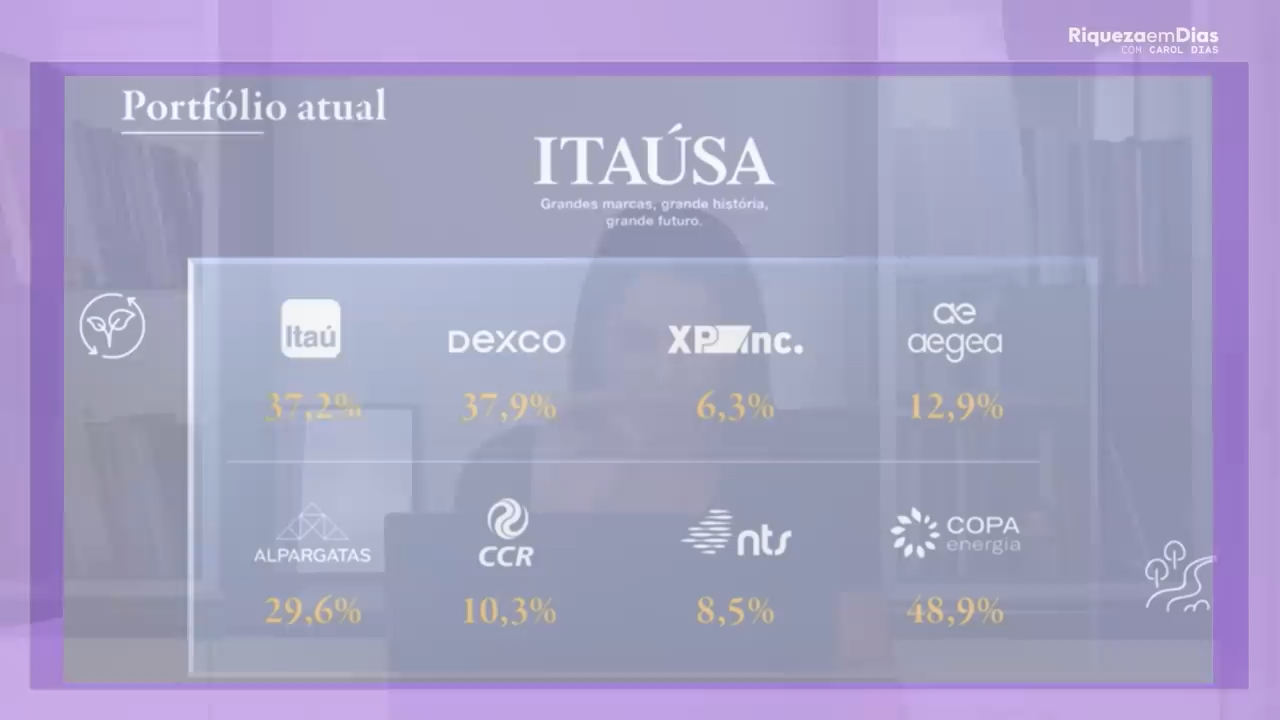 RiquezaemDias
COM CAROL DIAS
Portfólio atual
ITAÚSA
Grandes marcas, grande história,
grande futuro.
Itaú
Dexco
XP inc.
ae
aegea
37,2%
37,9%
6,3%
12,9%
ALPARGATAS
CCR
nts
COPA
energia
29,6%
10,3%
8,5%
48,9%